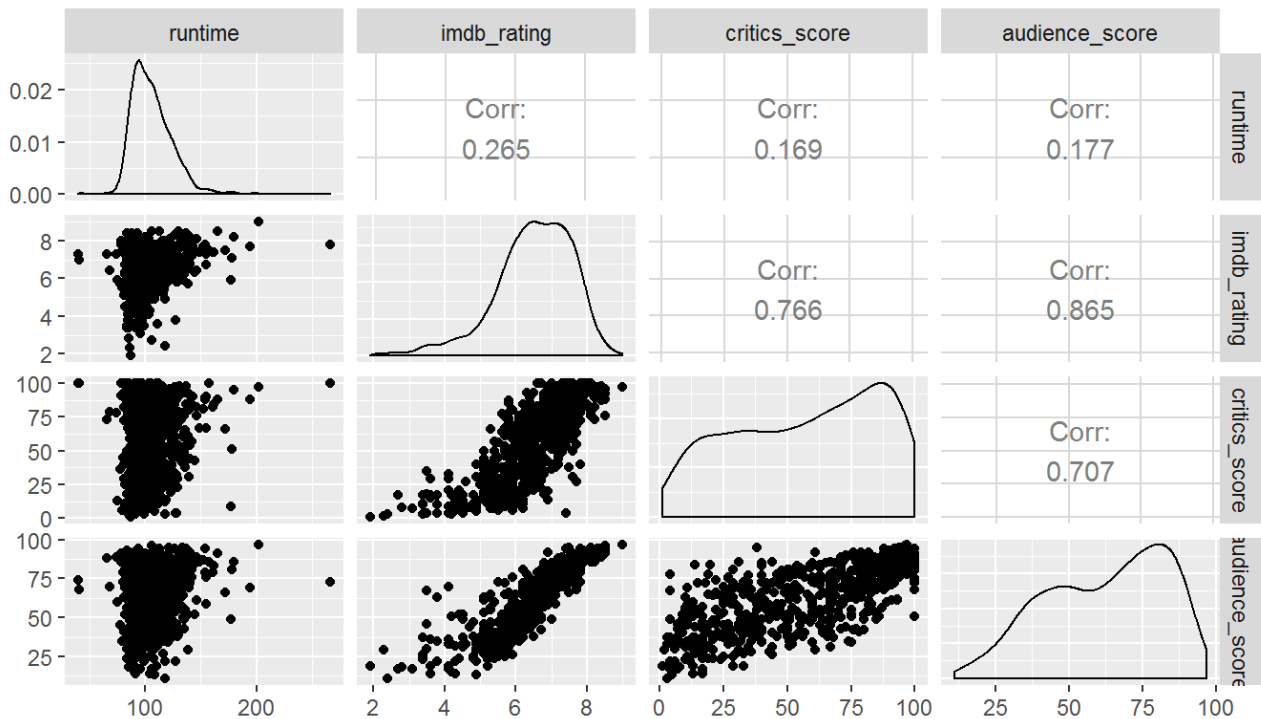 runtime
imdb_rating
critics_score
audience_score
0.02
0.01
0.00
Corr:
0.265
Corr:
0.169
Corr:
0.177
runtime
8
6
4
2
Corr:
0.766
Corr:
0.865
imdb_rating
100
75
50
25
0
Corr:
0.707
critics_score
100
75
50
25
audience_score
100
200
2
4
6
8
0
25
50
75
100
25
50
75
100